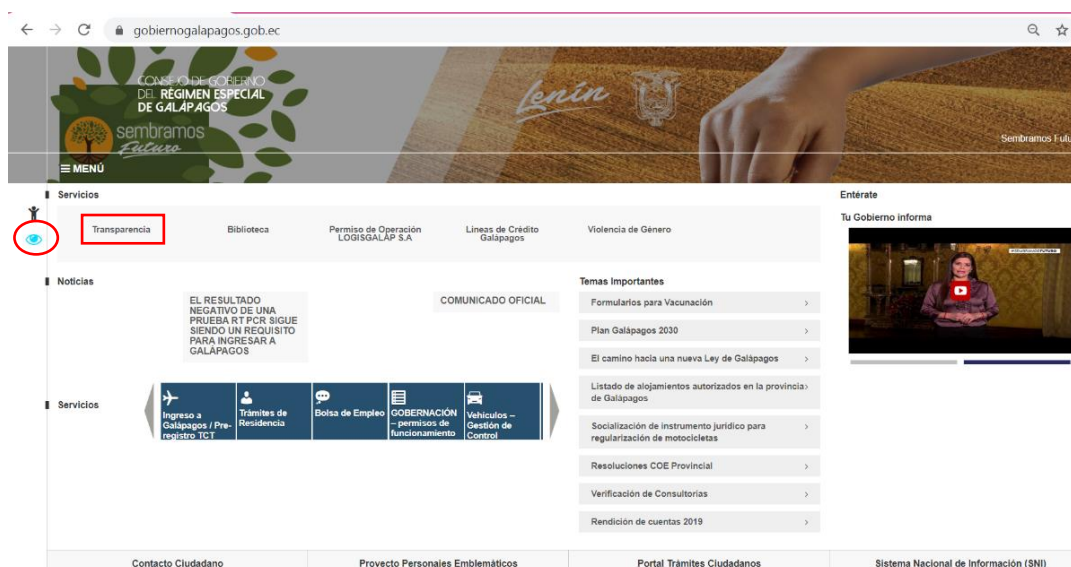 gobiernogalapagos.gob.ec
CONSEJO DE GOBIERNO
DEL RÉGIMEN ESPECIAL
DE GALÁPAGOS
sembramos
Futuro
Lenín
Sembramos Futu
≡ MENÚ
Servicios
Transparencia
Biblioteca
Permiso de Operación
LOGISGALAP S.A
Líneas de Crédito
Galapagos
Violencia de Género
Entérate
Tu Gobierno informa
Noticias
EL RESULTADO
NEGATIVO DE UNA
PRUEBA RT PCR SIGUE
SIENDO UN REQUISITO
PARA INGRESAR A
GALÁPAGOS
COMUNICADO OFICIAL
Temas Importantes
Formularios para Vacunación
Plan Galápagos 2030
El camino hacia una nueva Ley de Galápagos
Listado de alojamientos autorizados en la provincia
de Galápagos
Socialización de instrumento jurídico para
regularización de motocicletas
Resoluciones COE Provincial
Verificación de Consultorías
Rendición de cuentas 2019
Servicios
Ingreso a
Galápagos / Pre-
registro TCT
Trámites de
Residencia
Bolsa de Empleo
GOBERNACIÓN
– permisos de
funcionamiento
Vehículos –
Gestión de
Control
Contacto Ciudadano
Proyecto Personajes Emblemáticos
Portal Trámites Ciudadanos
Sistema Nacional de Información (SNI)